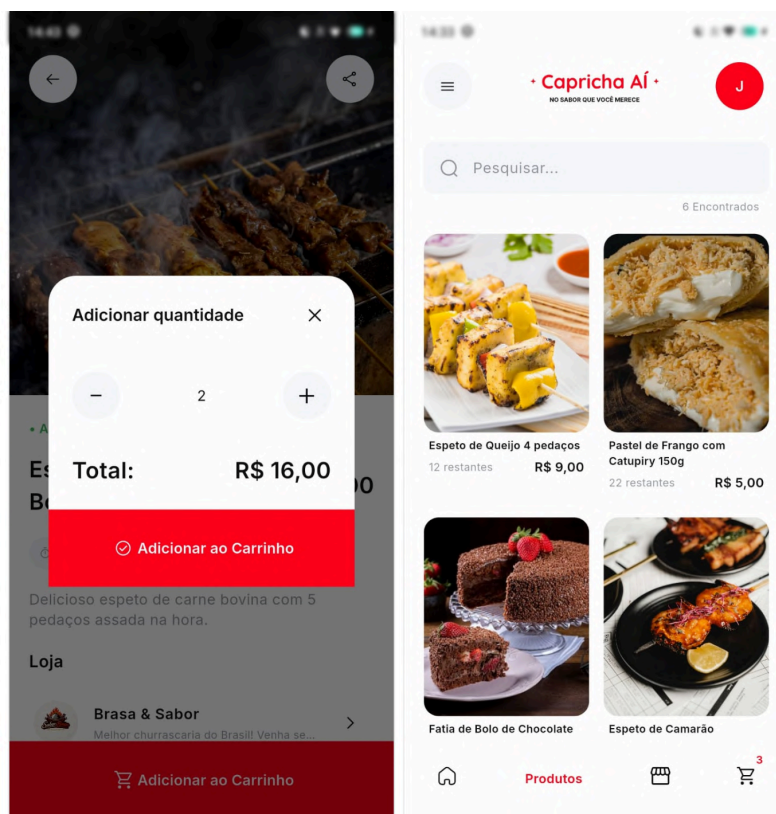 Adicionar quantidade
2
Total: R$ 16,00
Adicionar ao Carrinho
Delicioso espeto de carne bovina com 5
pedaços assada na hora.
Loja
Brasa & Sabor
Melhor churrascaria do Brasil! Venha se...
Adicionar ao Carrinho
Capricha AÍ
NO SABOR QUE VOCÊ MERECE
J
Pesquisar...
6 Encontrados
Espeto de Queijo 4 pedaços
12 restantes R$ 9,00
Pastel de Frango com
Catupiry 150g
22 restantes R$ 5,00
Fatia de Bolo de Chocolate
Espeto de Camarão
Produtos
3